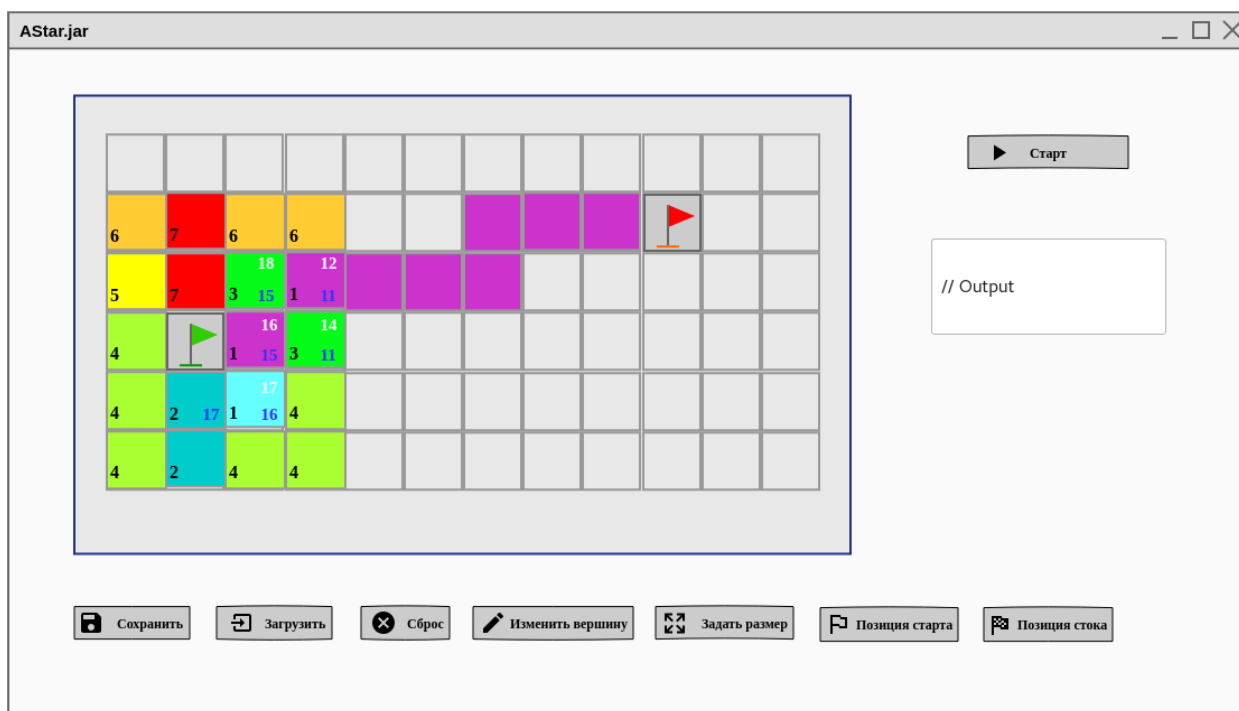 AStar.jar
Старт
6 7 6 6
18 12
5 7 3 15 1 11
// Output
16 14
4 1 15 3 11
17
4 2 17 1 16 4
4 2 4 4
Сохранить Загрузить Сброс Изменить вершину Задать размер Позиция старта Позиция стока